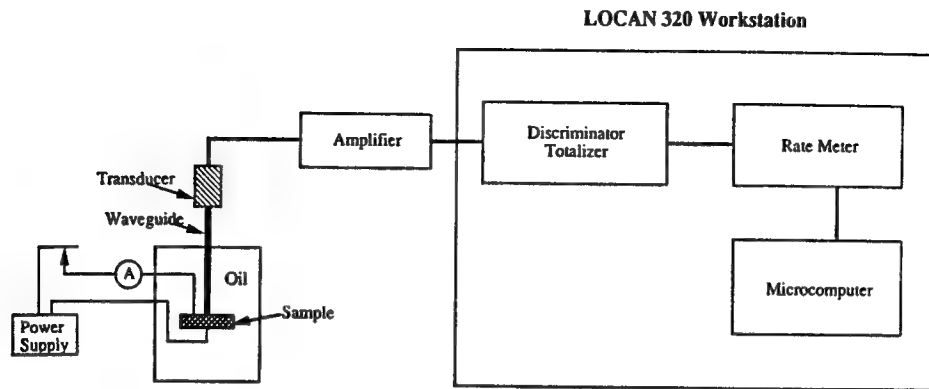 LOCAN 320 Workstation
Amplifier
Discriminator
Totalizer
Rate Meter
Transducer
Waveguide
A
Oil
Microcomputer
Sample
Power
Supply